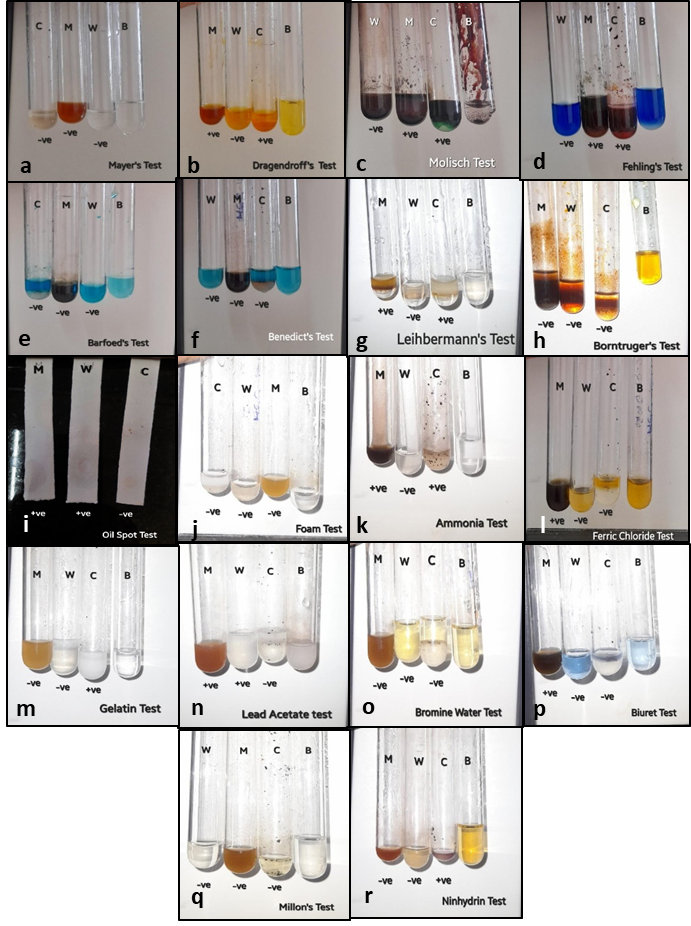 C M W B
-ve
-ve
-ve
a
Mayer's Test
M W C B
+ve
-ve
+ve
b
Dragendroff's Test
W M C B
-ve
+ve
+ve
c
Molisch Test
W M C B
-ve
+ve
+ve
d
Fehling's Test
C M W B
-ve
-ve
-ve
e
Barfoed's Test
W M C B
-ve
-ve
-ve
f
Benedict's Test
M W C B
+ve
-ve
+ve
g
Leihbermann's Test
M W C B
-ve
-ve
-ve
h
Borntruger's Test
M W C
+ve
+ve
-ve
i
Oil Spot Test
C W M B
-ve
-ve
-ve
j
Foam Test
M W C B
+ve
-ve
+ve
k
Ammonia Test
M W C B
+ve
-ve
-ve
l
Ferric Chloride Test
M W C B
-ve
-ve
+ve
m
Gelatin Test
M W C B
+ve
+ve
-ve
n
Lead Acetate test
M W C B
-ve
-ve
-ve
o
Bromine Water Test
M W C B
+ve
-ve
-ve
p
Biuret Test
W M C B
-ve
-ve
-ve
q
Millon's Test
M W C B
-ve
-ve
+ve
r
Ninhydrin Test